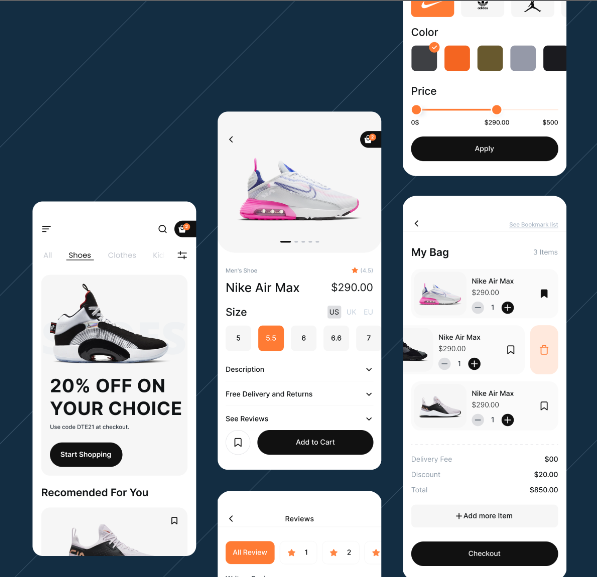 All Shoes Clothes Kic
20% OFF ON
YOUR CHOICE
Use code DTE21 at checkout.
Start Shopping
Recomended For You
Men's Shoe (4.5)
Nike Air Max $290.00
Size US UK EU
5 5.5 6 6.6 7
Description
Free Delivery and Returns
See Reviews
Add to Cart
Reviews
All Review 1 2
Color
Price
0$ $290.00 $500
Apply
See Bookmark list
My Bag 3 Items
Nike Air Max
$290.00
1
Nike Air Max
$290.00
1
Nike Air Max
$290.00
1
Delivery Fee $00
Discount $20.00
Total $850.00
+ Add more Item
Checkout